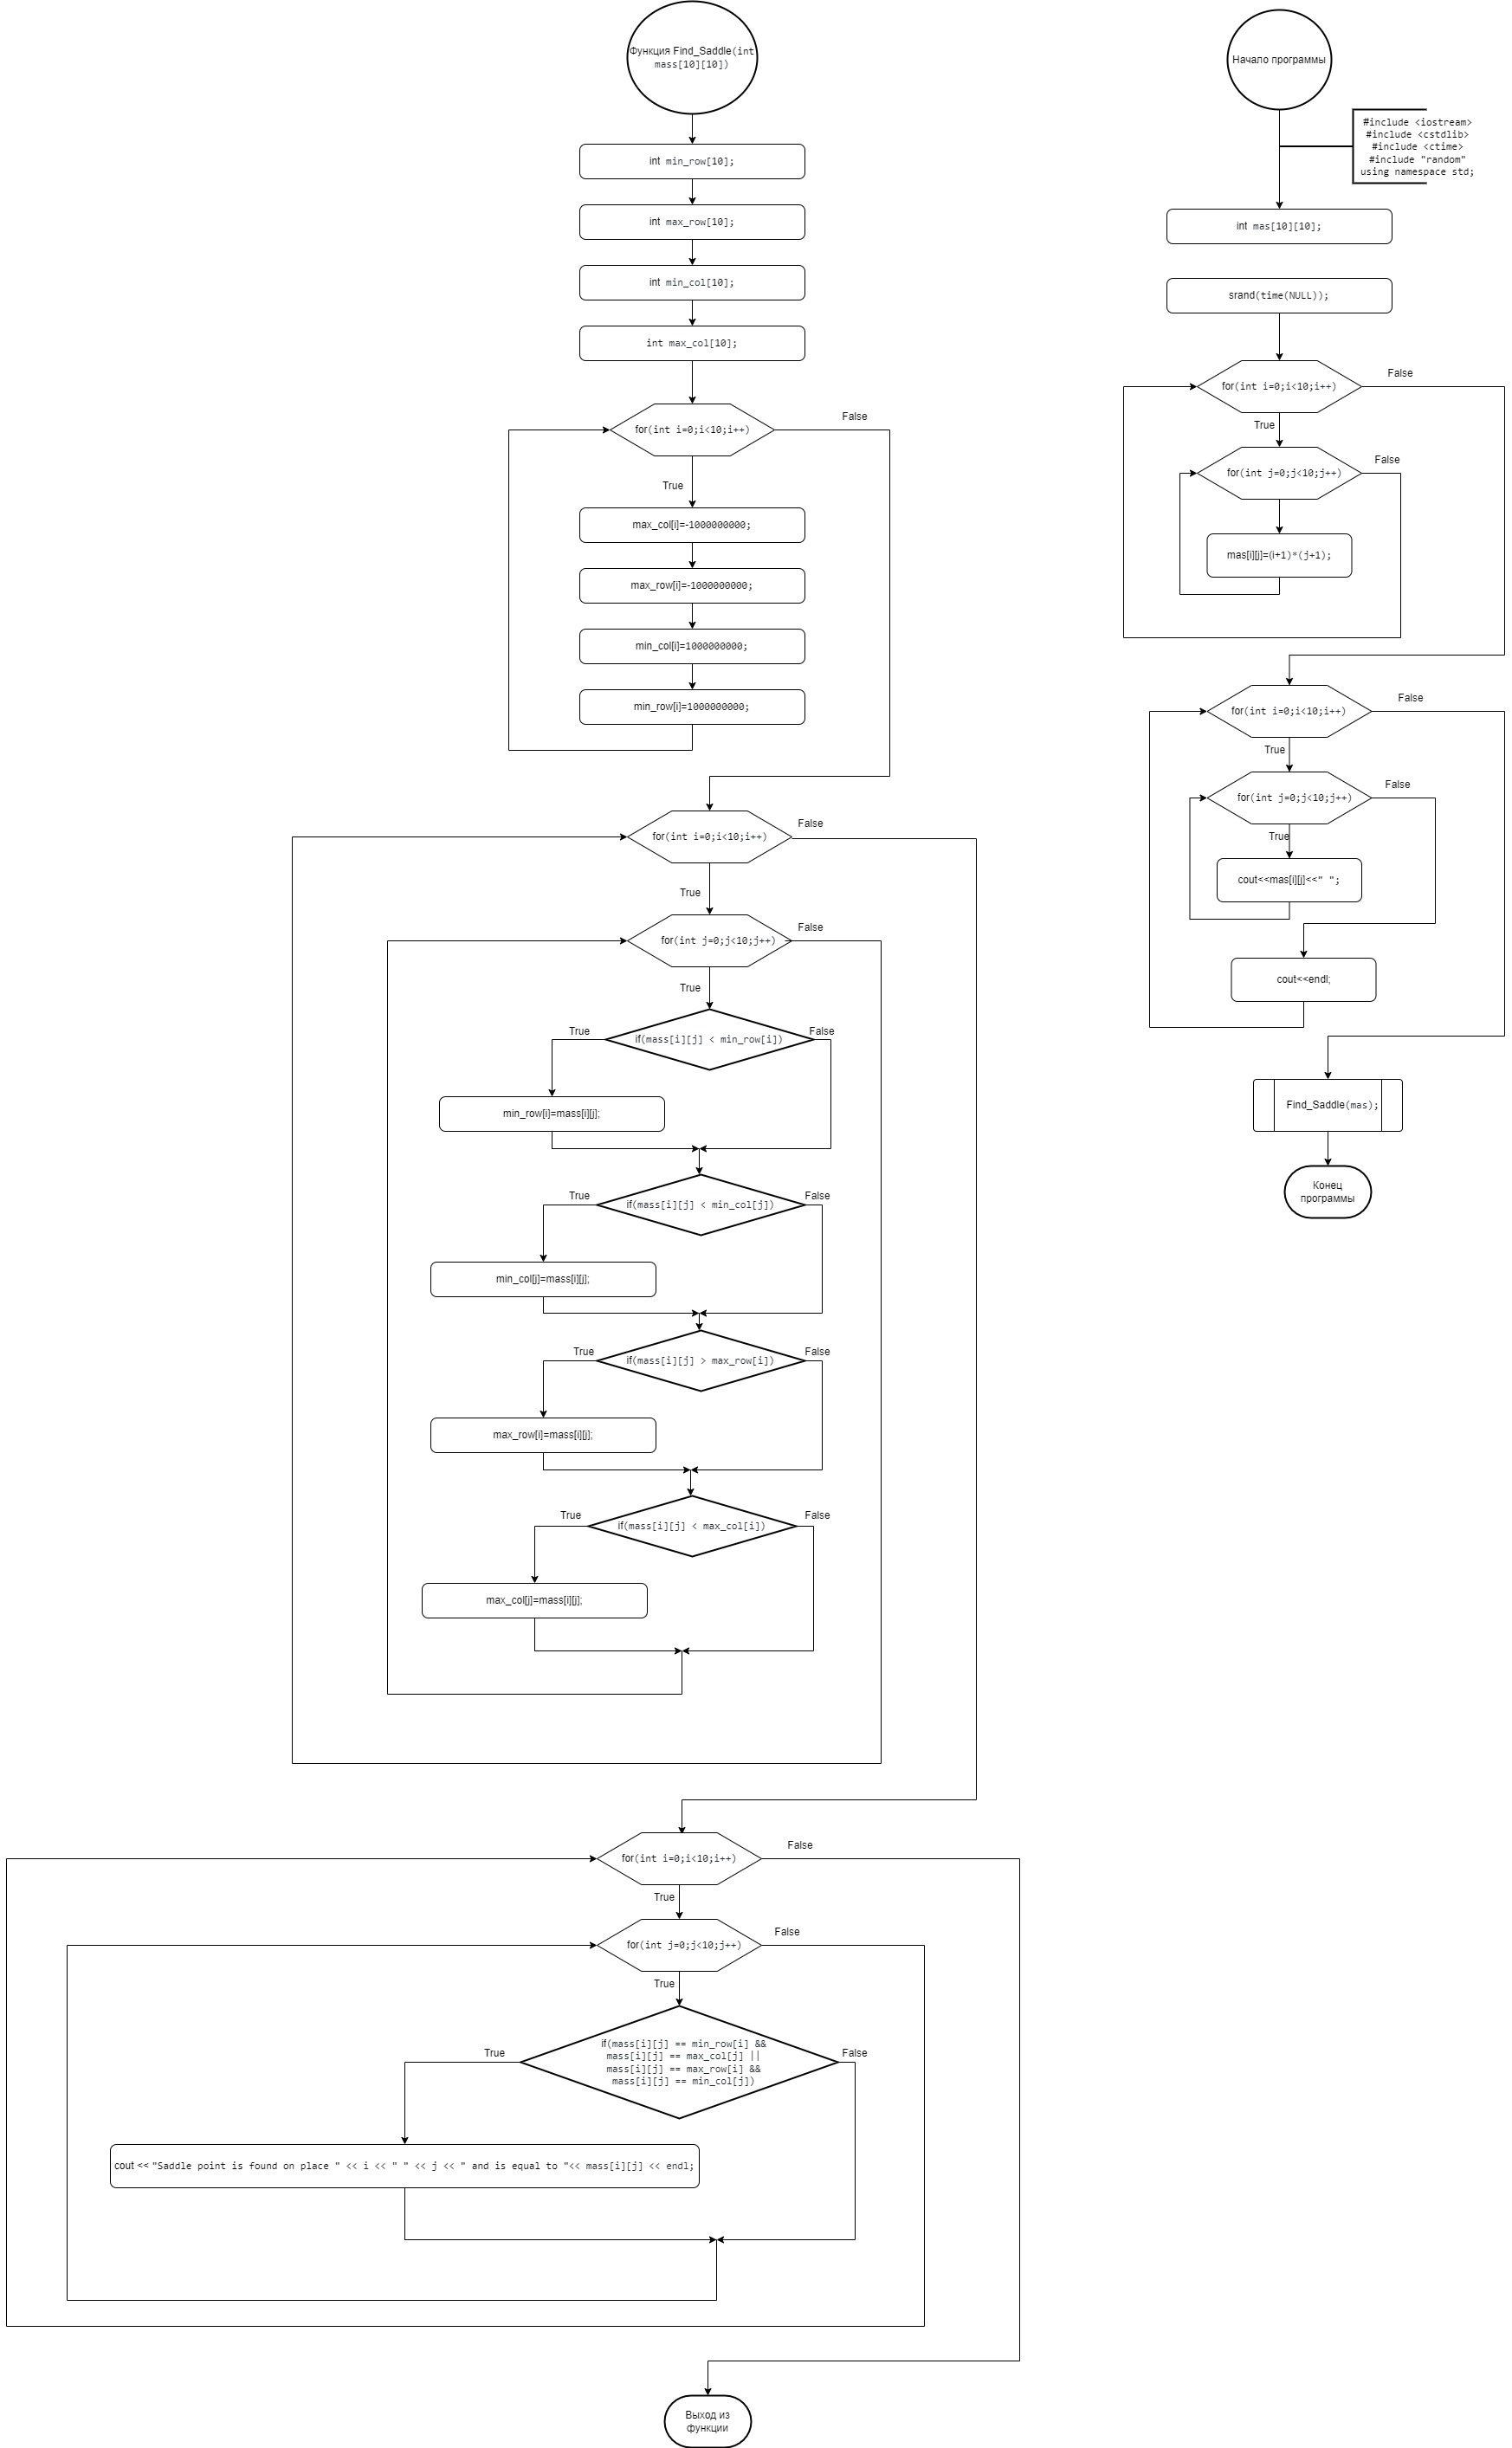 Функция Find_Saddle(int
mass[10][10])
int min_row[10];
int max_row[10];
int min_col[10];
int max_col[10];
for(int i=0;i<10;i++)
False
True
max_col[i]=-1000000000;
max_row[i]=-1000000000;
min_col[i]=1000000000;
min_row[i]=1000000000;
for(int i=0;i<10;i++)
False
True
for(int j=0;j<10;j++)
False
True
if(mass[i][j] < min_row[i])
True
False
min_row[i]=mass[i][j];
if(mass[i][j] < min_col[j])
True
False
min_col[j]=mass[i][j];
if(mass[i][j] > max_row[i])
True
False
max_row[i]=mass[i][j];
if(mass[i][j] < max_col[i])
True
False
max_col[j]=mass[i][j];
for(int i=0;i<10;i++)
False
True
for(int j=0;j<10;j++)
False
True
if(mass[i][j] == min_row[i] &&
mass[i][j] == max_col[j] ||
mass[i][j] == max_row[i] &&
mass[i][j] == min_col[j])
True
False
cout << "Saddle point is found on place " << i << " " << j << " and is equal to "<< mass[i][j] << endl;
Выход из
функции
Начало программы
#include <iostream>
#include <cstdlib>
#include <ctime>
#include "random"
using namespace std;
int mas[10][10];
srand(time(NULL));
for(int i=0;i<10;i++)
False
True
for(int j=0;j<10;j++)
False
mas[i][j]=(i+1)*(j+1);
for(int i=0;i<10;i++)
False
True
for(int j=0;j<10;j++)
False
True
cout<<mas[i][j]<<" ";
cout<<endl;
Find_Saddle(mas);
Конец
программы